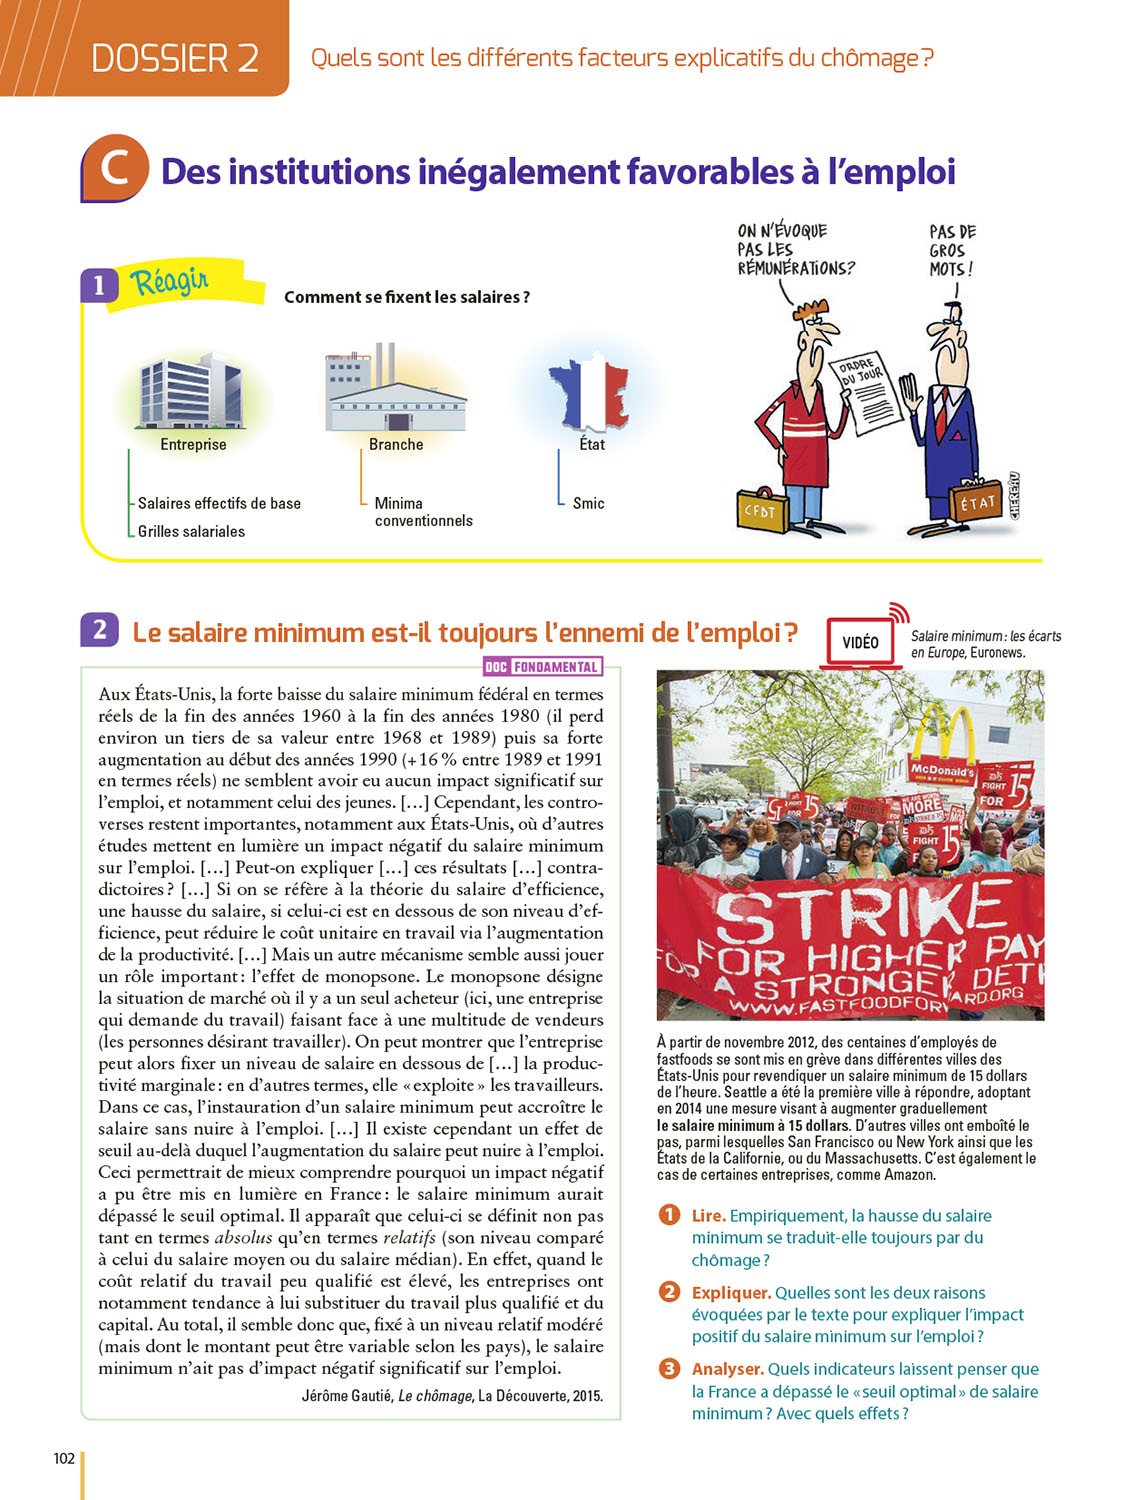 DOSSIER 2
Quels sont les différents facteurs explicatifs du chômage ?
C
Des institutions inégalement favorables à l'emploi
1 Réagir
Comment se fixent les salaires ?
Entreprise
Salaires effectifs de base
Grilles salariales
Branche
Minima
conventionnels
État
Smic
ON N'ÉVOQUE
PAS LES
RÉMUNÉRATIONS ?
PAS DE
GROS
MOTS !
ORDRE
DU JOUR
CFDT
ÉTAT
CHEREAU
2 Le salaire minimum est-il toujours l'ennemi de l'emploi ?
VIDÉO
Salaire minimum : les écarts
en Europe, Euronews.
DOC FONDAMENTAL
Aux États-Unis, la forte baisse du salaire minimum fédéral en termes
réels de la fin des années 1960 à la fin des années 1980 (il perd
environ un tiers de sa valeur entre 1968 et 1989) puis sa forte
augmentation au début des années 1990 (+ 16 % entre 1989 et 1991
en termes réels) ne semblent avoir eu aucun impact significatif sur
l'emploi, et notamment celui des jeunes. [...] Cependant, les contro-
verses restent importantes, notamment aux États-Unis, où d'autres
études mettent en lumière un impact négatif du salaire minimum
sur l'emploi. [...] Peut-on expliquer [...] ces résultats [...] contra-
dictoires ? [...] Si on se réfère à la théorie du salaire d'efficience,
une hausse du salaire, si celui-ci est en dessous de son niveau d'ef-
ficience, peut réduire le coût unitaire en travail via l'augmentation
de la productivité. [...] Mais un autre mécanisme semble aussi jouer
un rôle important : l'effet de monopsone. Le monopsone désigne
la situation de marché où il y a un seul acheteur (ici, une entreprise
qui demande du travail) faisant face à une multitude de vendeurs
(les personnes désirant travailler). On peut montrer que l'entreprise
peut alors fixer un niveau de salaire en dessous de [...] la produc-
tivité marginale : en d'autres termes, elle « exploite » les travailleurs.
Dans ce cas, l'instauration d'un salaire minimum peut accroître le
salaire sans nuire à l'emploi. [...] Il existe cependant un effet de
seuil au-delà duquel l'augmentation du salaire peut nuire à l'emploi.
Ceci permettrait de mieux comprendre pourquoi un impact négatif
a pu être mis en lumière en France : le salaire minimum aurait
dépassé le seuil optimal. Il apparaît que celui-ci se définit non pas
tant en termes absolus qu'en termes relatifs (son niveau comparé
à celui du salaire moyen ou du salaire médian). En effet, quand le
coût relatif du travail peu qualifié est élevé, les entreprises ont
notamment tendance à lui substituer du travail plus qualifié et du
capital. Au total, il semble donc que, fixé à un niveau relatif modéré
(mais dont le montant peut être variable selon les pays), le salaire
minimum n'ait pas d'impact négatif significatif sur l'emploi.
Jérôme Gautié, Le chômage, La Découverte, 2015.
McDonald's
FIGHT
FOR
15
FIGHT
15
MORE
FIGHT
15
STRIKE
FOR HIGHER PAY
FOR A STRONGER DET
WWW.FASTFOODFORWARD.ORG
À partir de novembre 2012, des centaines d'employés de
fastfoods se sont mis en grève dans différentes villes des
États-Unis pour revendiquer un salaire minimum de 15 dollars
de l'heure. Seattle a été la première ville à répondre, adoptant
en 2014 une mesure visant à augmenter graduellement
le salaire minimum à 15 dollars. D'autres villes ont emboîté le
pas, parmi lesquelles San Francisco ou New York ainsi que les
États de la Californie, ou du Massachusetts. C'est également le
cas de certaines entreprises, comme Amazon.
1 Lire. Empiriquement, la hausse du salaire
minimum se traduit-elle toujours par du
chômage ?
2 Expliquer. Quelles sont les deux raisons
évoquées par le texte pour expliquer l'impact
positif du salaire minimum sur l'emploi ?
3 Analyser. Quels indicateurs laissent penser que
la France a dépassé le « seuil optimal » de salaire
minimum ? Avec quels effets ?
102